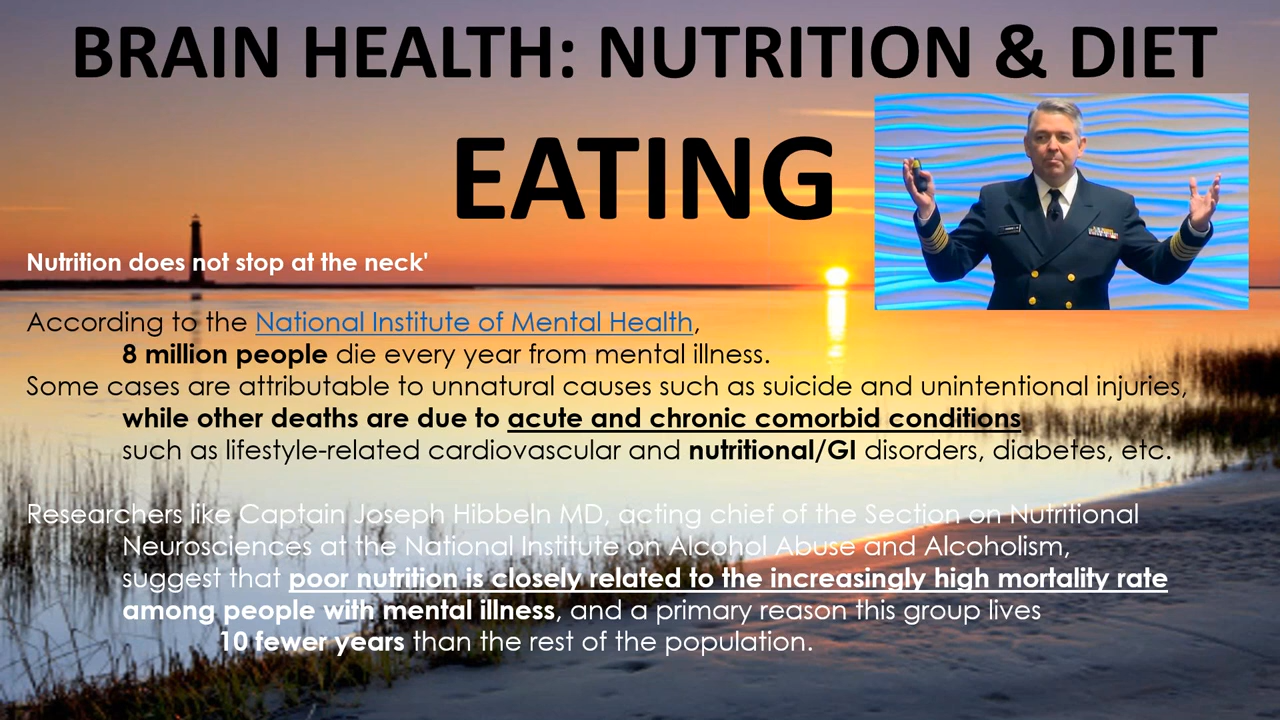 BRAIN HEALTH: NUTRITION & DIET
EATING
Nutrition does not stop at the neck'
According to the National Institute of Mental Health,
8 million people die every year from mental illness.
Some cases are attributable to unnatural causes such as suicide and unintentional injuries,
while other deaths are due to acute and chronic comorbid conditions
such as lifestyle-related cardiovascular and nutritional/GI disorders, diabetes, etc.
Researchers like Captain Joseph Hibbeln MD, acting chief of the Section on Nutritional
Neurosciences at the National Institute on Alcohol Abuse and Alcoholism,
suggest that poor nutrition is closely related to the increasingly high mortality rate
among people with mental illness, and a primary reason this group lives
10 fewer years than the rest of the population.